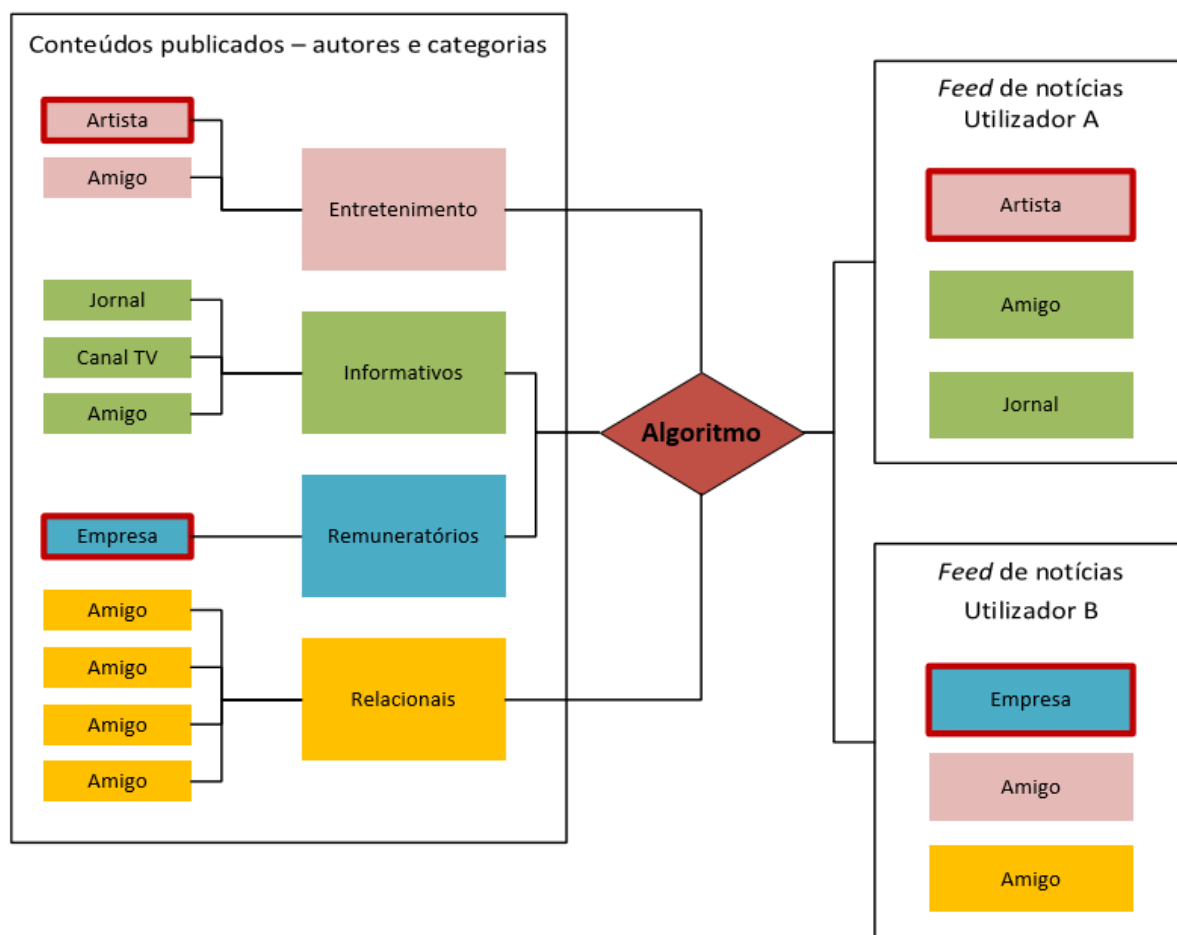 Conteúdos publicados – autores e categorias
Artista
Amigo
Entretenimento
Jornal
Canal TV
Amigo
Informativos
Empresa
Remuneratórios
Amigo
Amigo
Amigo
Amigo
Relacionais
Algoritmo
Feed de notícias
Utilizador A
Artista
Amigo
Jornal
Feed de notícias
Utilizador B
Empresa
Amigo
Amigo